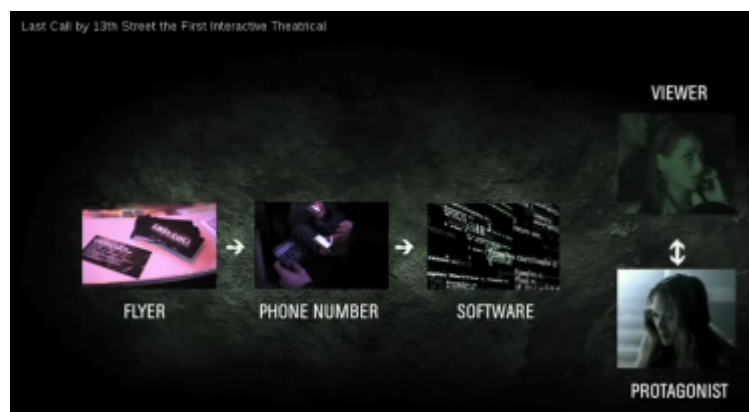 Last Call by 13th Street the First Interactive Theatrical
VIEWER
FLYER
PHONE NUMBER
SOFTWARE
PROTAGONIST